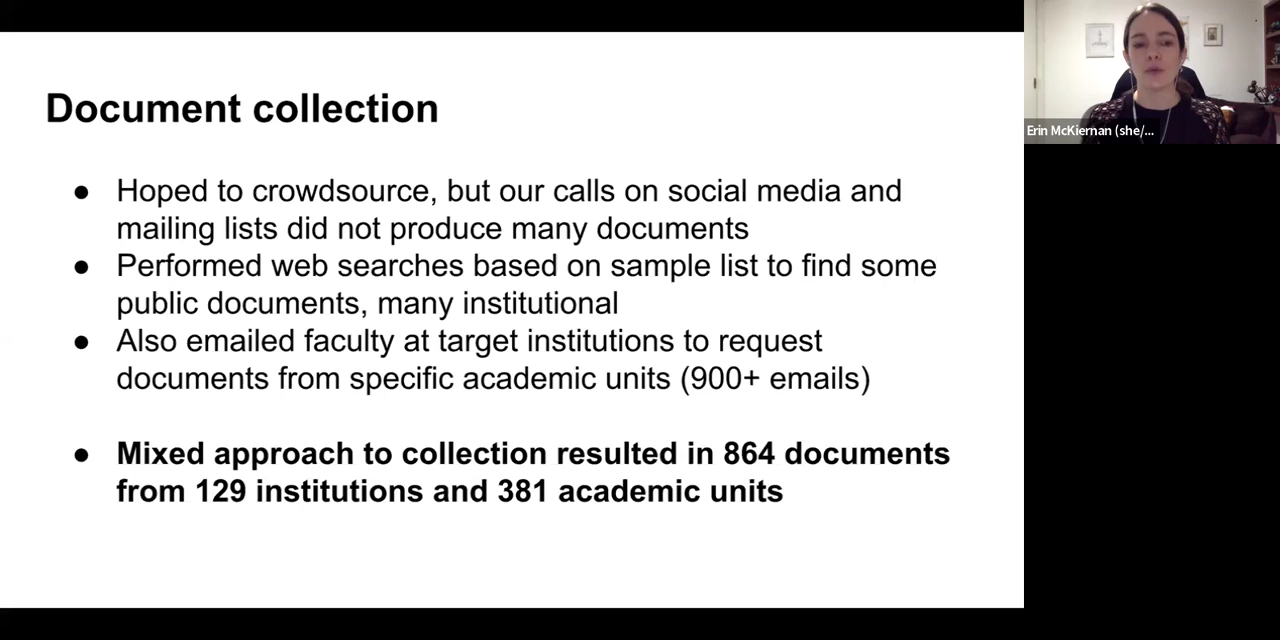 Document collection
● Hoped to crowdsource, but our calls on social media and
mailing lists did not produce many documents
● Performed web searches based on sample list to find some
public documents, many institutional
● Also emailed faculty at target institutions to request
documents from specific academic units (900+ emails)
● Mixed approach to collection resulted in 864 documents
from 129 institutions and 381 academic units
Erin McKiernan (she/...